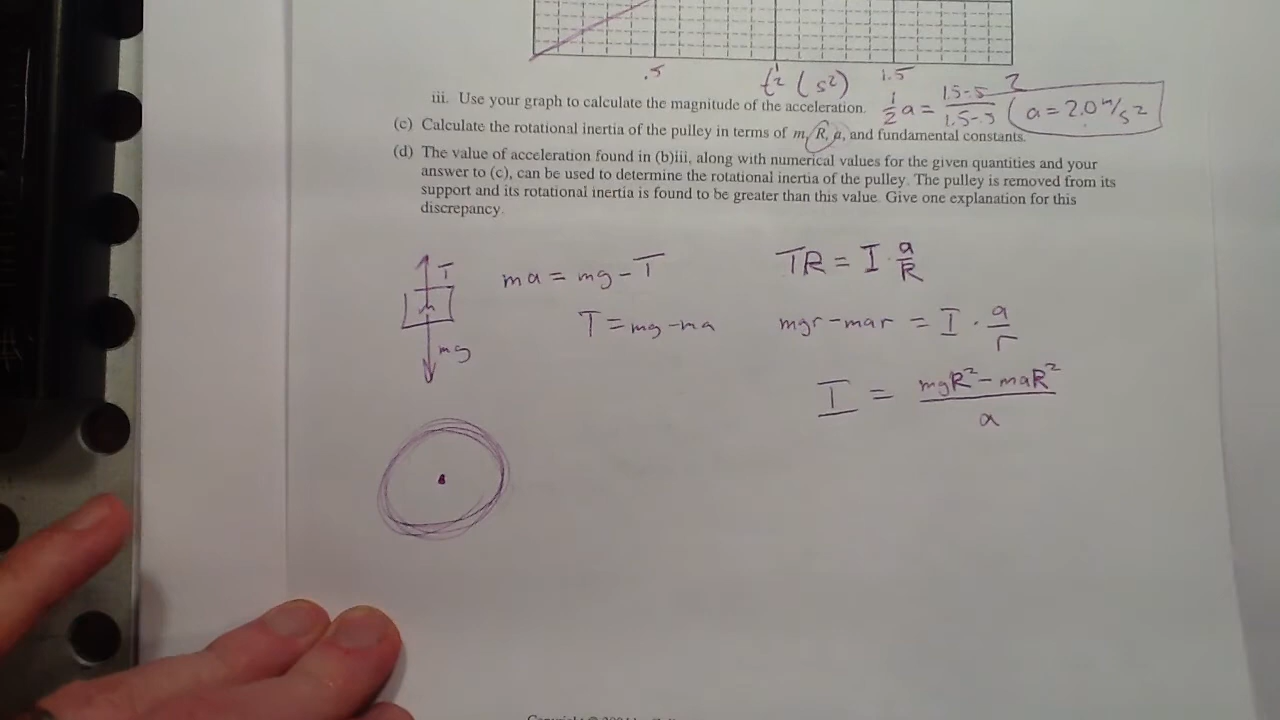 .5 1 1.5
t² (s²)
iii. Use your graph to calculate the magnitude of the acceleration. ½a = 1.5-.5 / 1.5-.5 a = 2.0 m/s²
(c) Calculate the rotational inertia of the pulley in terms of m, R, a, and fundamental constants.
(d) The value of acceleration found in (b)iii, along with numerical values for the given quantities and your
answer to (c), can be used to determine the rotational inertia of the pulley. The pulley is removed from its
support and its rotational inertia is found to be greater than this value. Give one explanation for this
discrepancy.
T
m
mg
ma = mg - T
T = mg - ma
TR = I · a/R
mgr - mar = I · a/r
I = mgR² - maR² / a